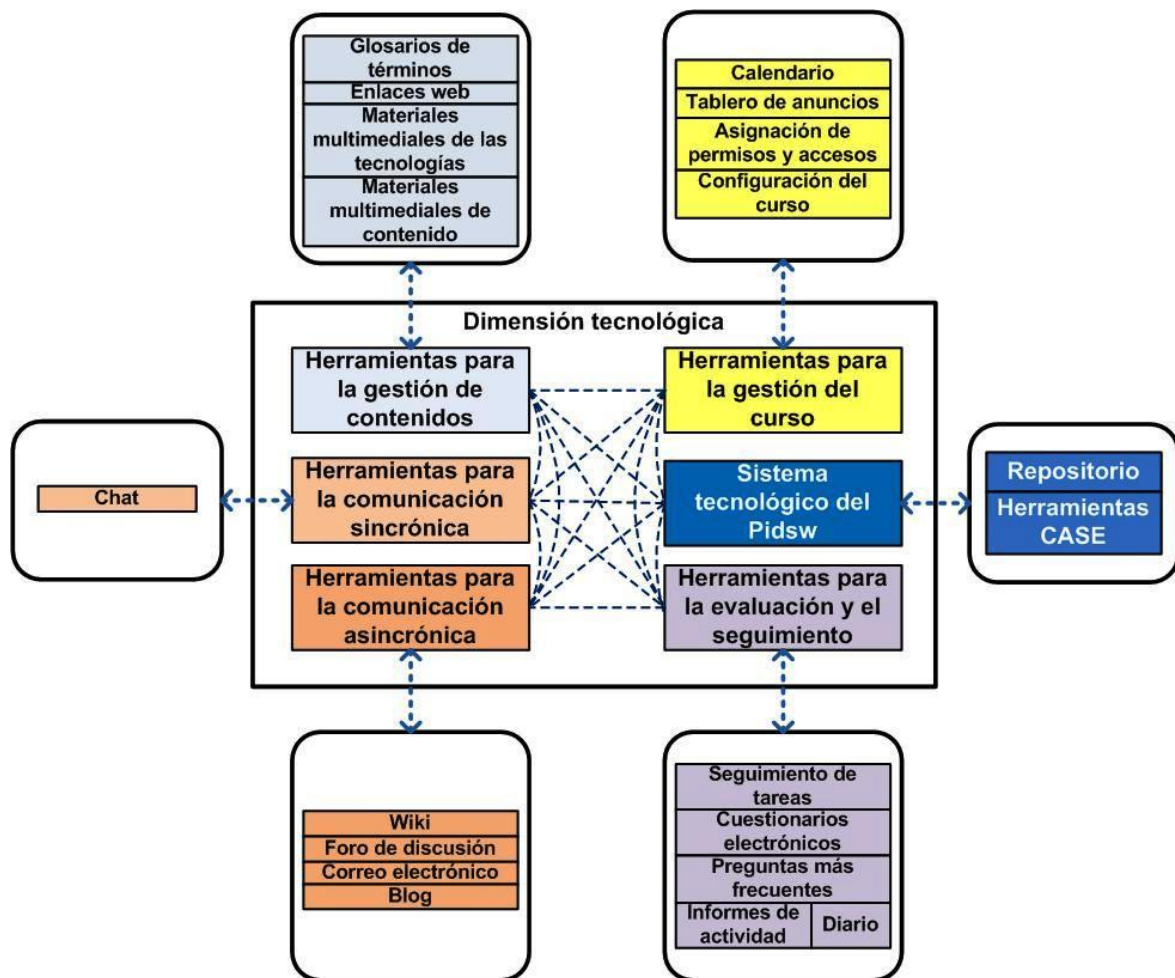 Glosarios de
términos
Enlaces web
Materiales
multimediales de las
tecnologías
Materiales
multimediales de
contenido
Calendario
Tablero de anuncios
Asignación de
permisos y accesos
Configuración del
curso
Dimensión tecnológica
Herramientas para
la gestión de
contenidos
Herramientas para
la gestión del
curso
Chat
Herramientas para
la comunicación
sincrónica
Sistema
tecnológico del
Pidsw
Repositorio
Herramientas
CASE
Herramientas para
la comunicación
asincrónica
Herramientas para
la evaluación y el
seguimiento
Wiki
Foro de discusión
Correo electrónico
Blog
Seguimiento de
tareas
Cuestionarios
electrónicos
Preguntas más
frecuentes
Informes de
actividad
Diario